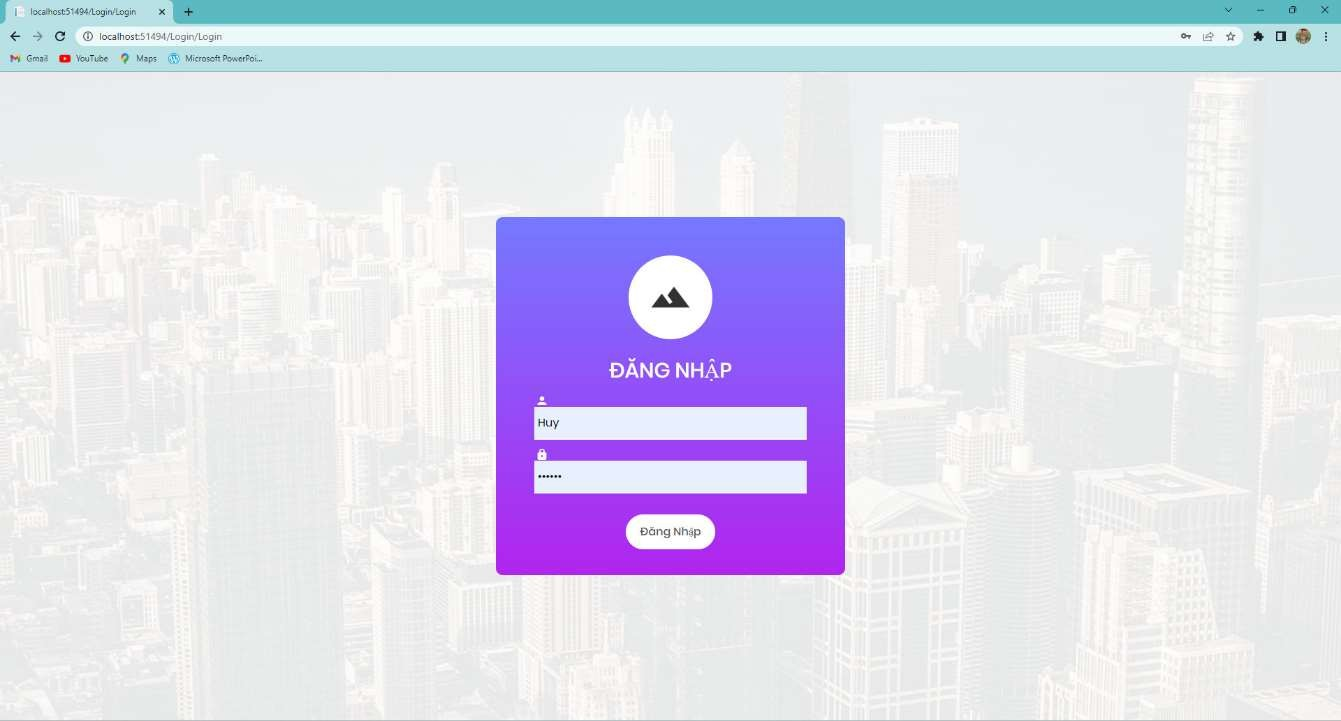 localhost:51494/Login/Login
localhost:51494/Login/Login
Gmail YouTube Maps Microsoft PowerPoi...
ĐĂNG NHẬP
Huy
••••••
Đăng Nhập